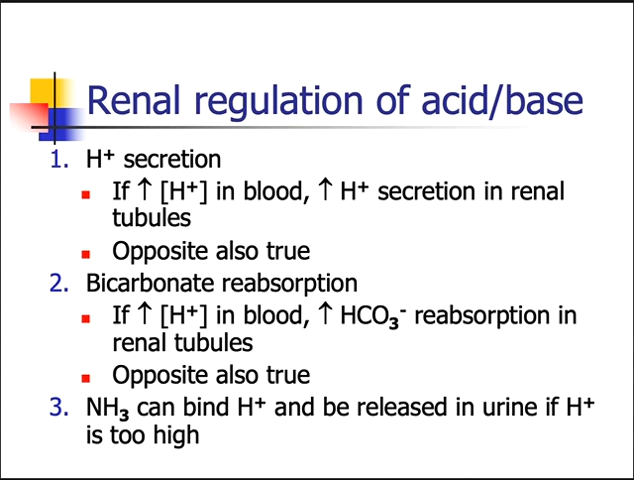 Renal regulation of acid/base
1. H⁺ secretion
▪ If ↑ [H⁺] in blood, ↑ H⁺ secretion in renal
tubules
▪ Opposite also true
2. Bicarbonate reabsorption
▪ If ↑ [H⁺] in blood, ↑ HCO₃⁻ reabsorption in
renal tubules
▪ Opposite also true
3. NH₃ can bind H⁺ and be released in urine if H⁺
is too high